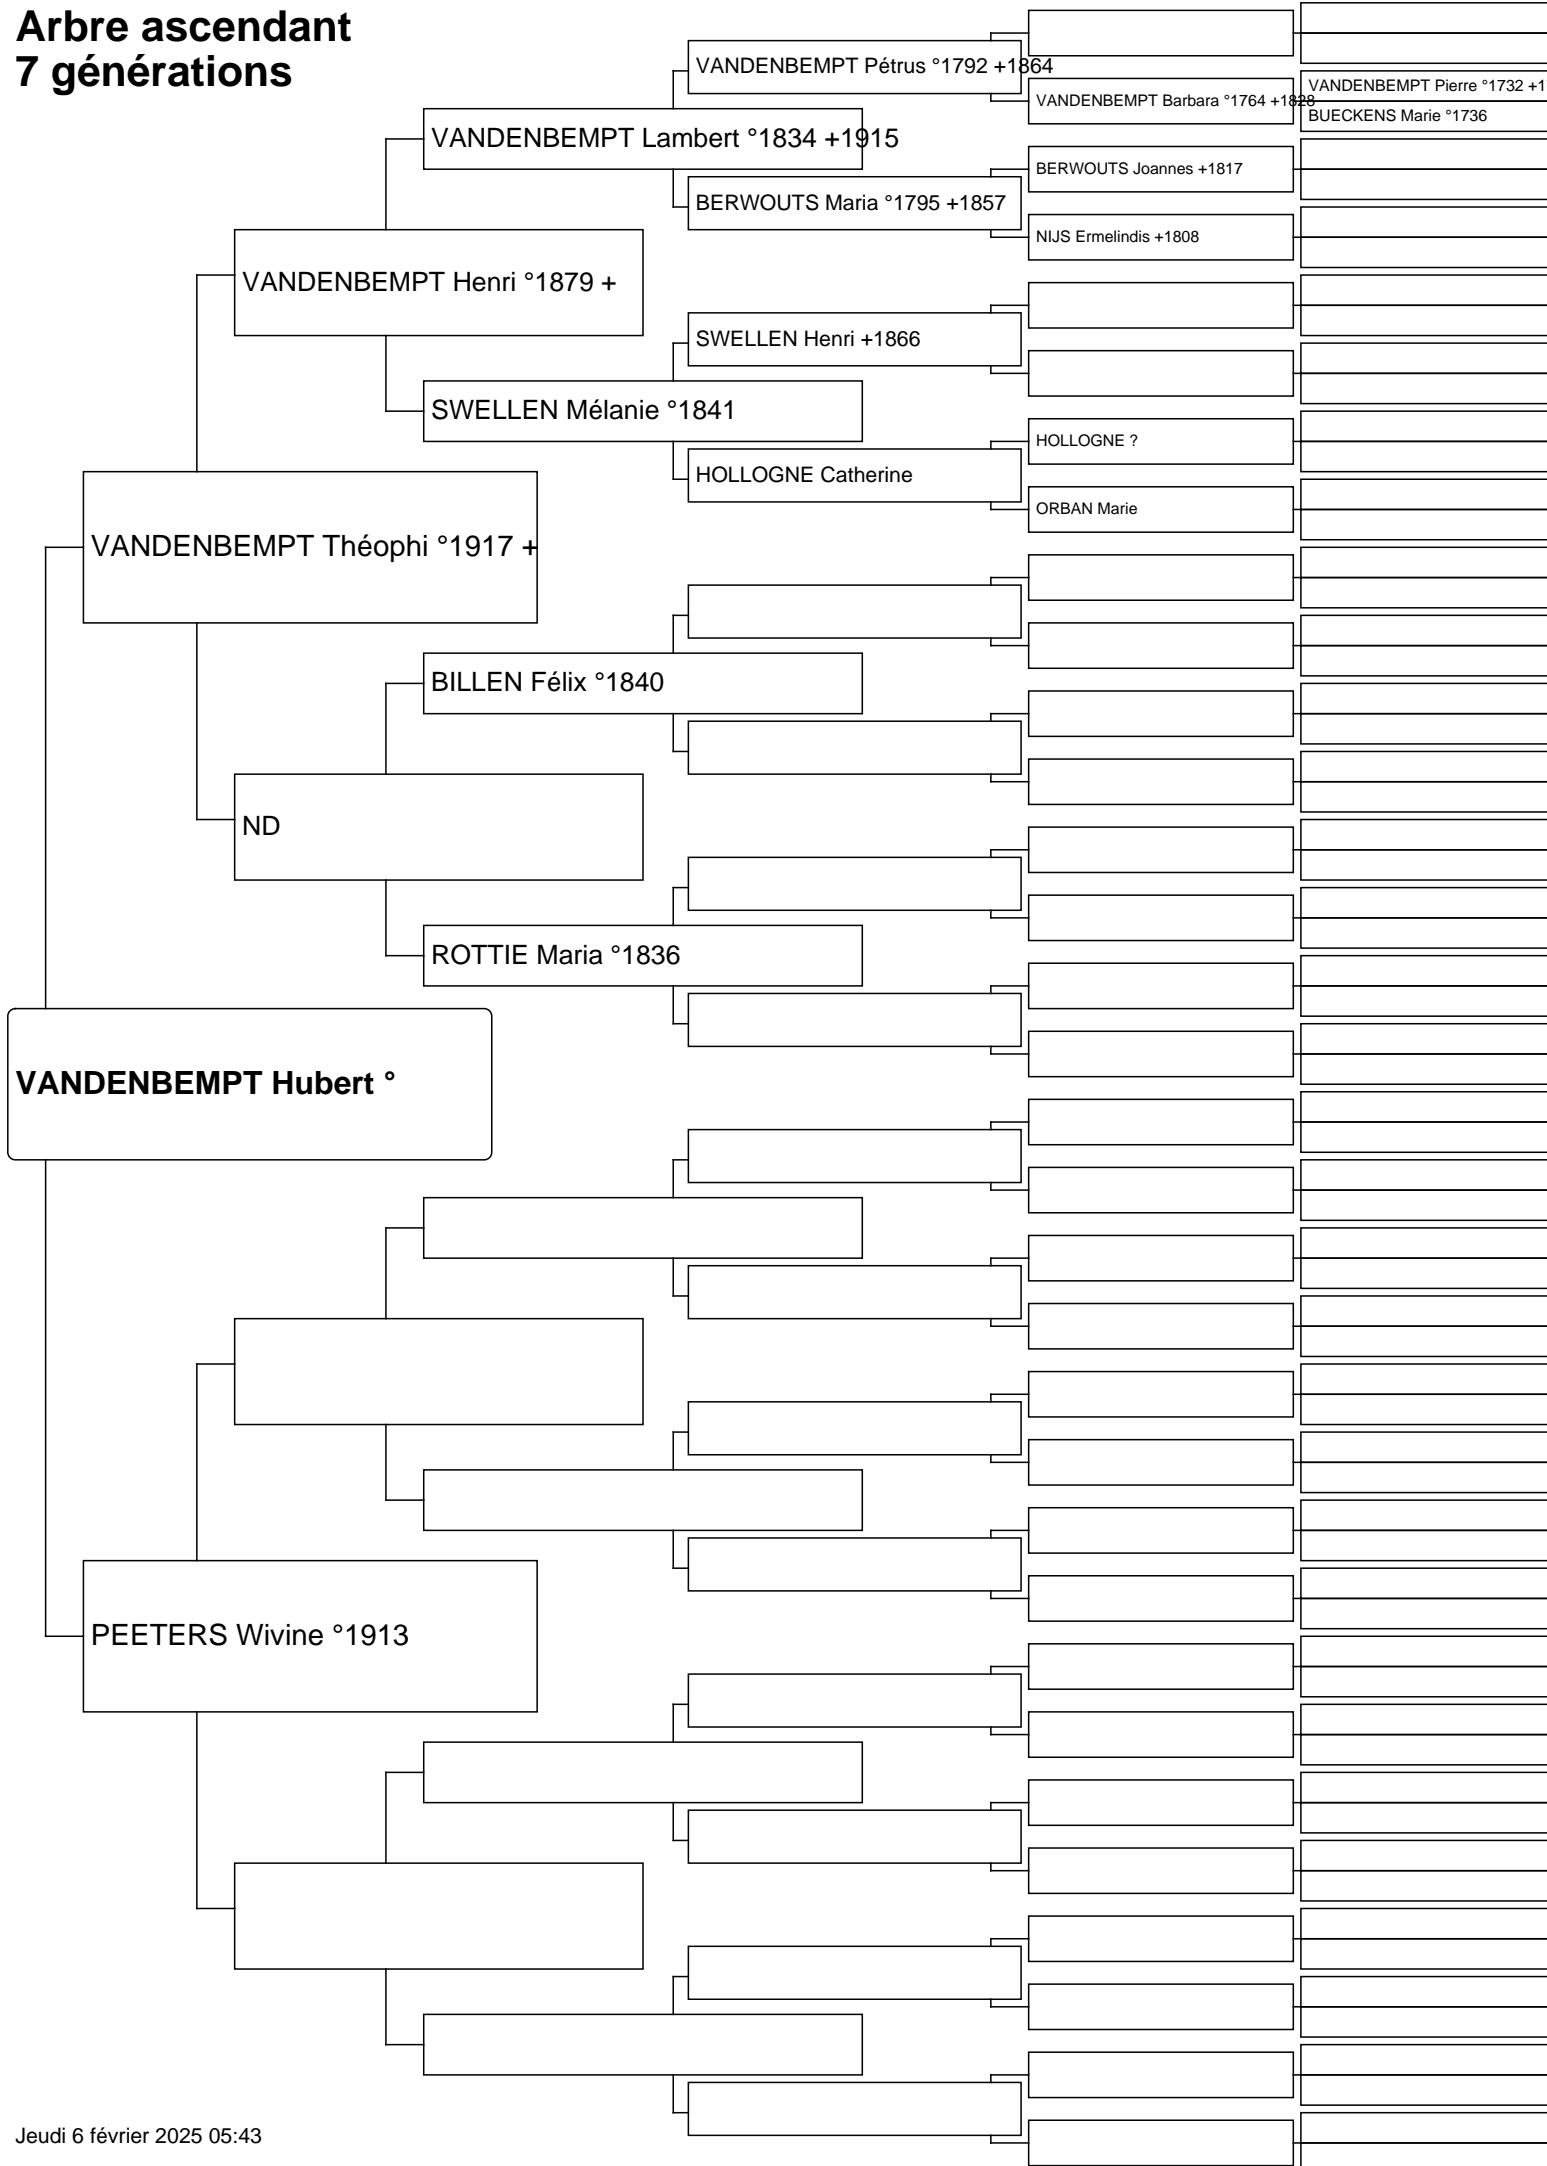 Arbre ascendant
7 générations
VANDENBEMPT Pétrus °1792 +1864
VANDENBEMPT Barbara °1764 +1828
VANDENBEMPT Pierre °1732 +1
BUECKENS Marie °1736
VANDENBEMPT Lambert °1834 +1915
BERWOUTS Joannes +1817
BERWOUTS Maria °1795 +1857
NIJS Ermelindis +1808
VANDENBEMPT Henri °1879 +
SWELLEN Henri +1866
SWELLEN Mélanie °1841
HOLLOGNE ?
HOLLOGNE Catherine
ORBAN Marie
VANDENBEMPT Théophi °1917 +
BILLEN Félix °1840
ND
ROTTIE Maria °1836
VANDENBEMPT Hubert °
PEETERS Wivine °1913
Jeudi 6 février 2025 05:43